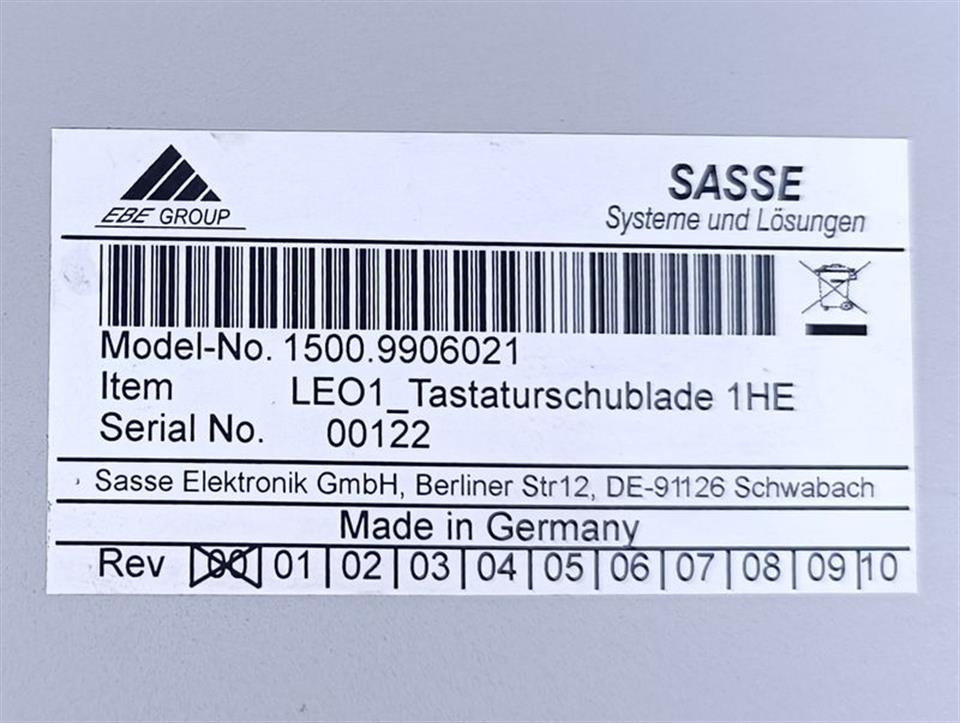 EBE GROUP
SASSE
Systeme und Lösungen
Model-No. 1500.9906021
Item LEO1_Tastaturschublade 1HE
Serial No. 00122
Sasse Elektronik GmbH, Berliner Str12, DE-91126 Schwabach
Made in Germany
Rev 00 01 02 03 04 05 06 07 08 09 10